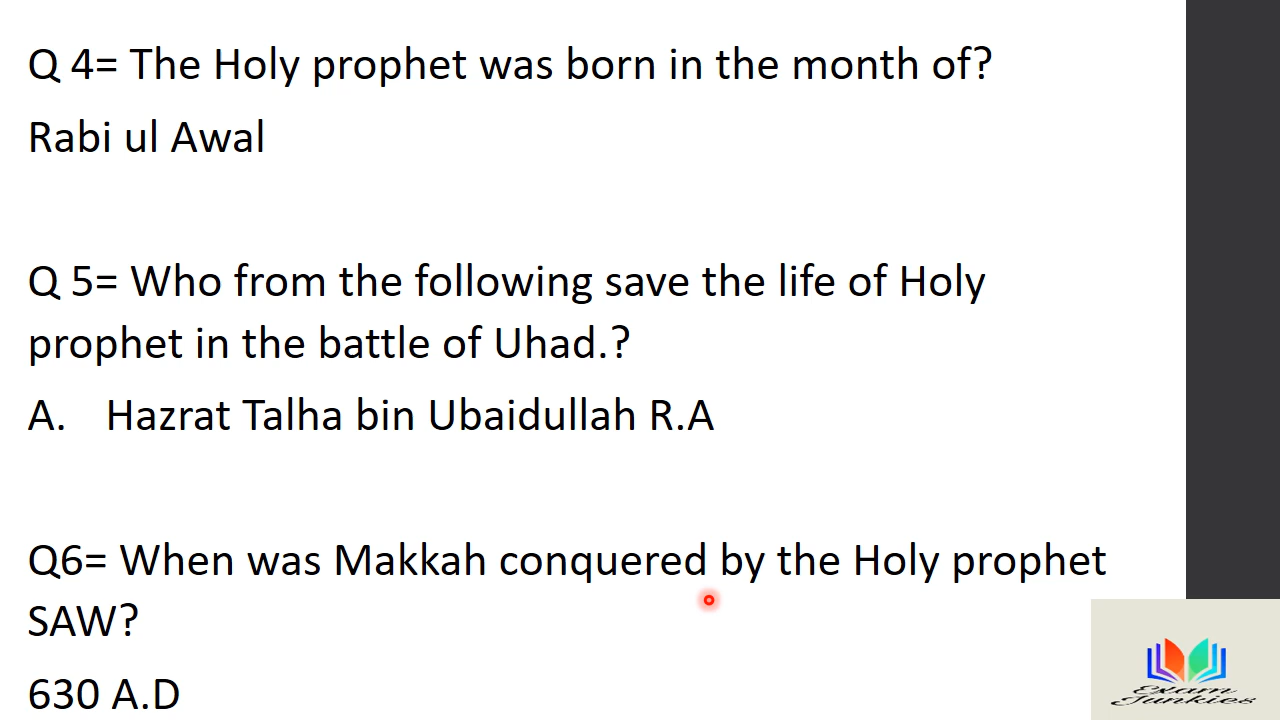 Q 4= The Holy prophet was born in the month of?
Rabi ul Awal
Q 5= Who from the following save the life of Holy
prophet in the battle of Uhad.?
A. Hazrat Talha bin Ubaidullah R.A
Q6= When was Makkah conquered by the Holy prophet
SAW?
630 A.D
Exam
Junkies